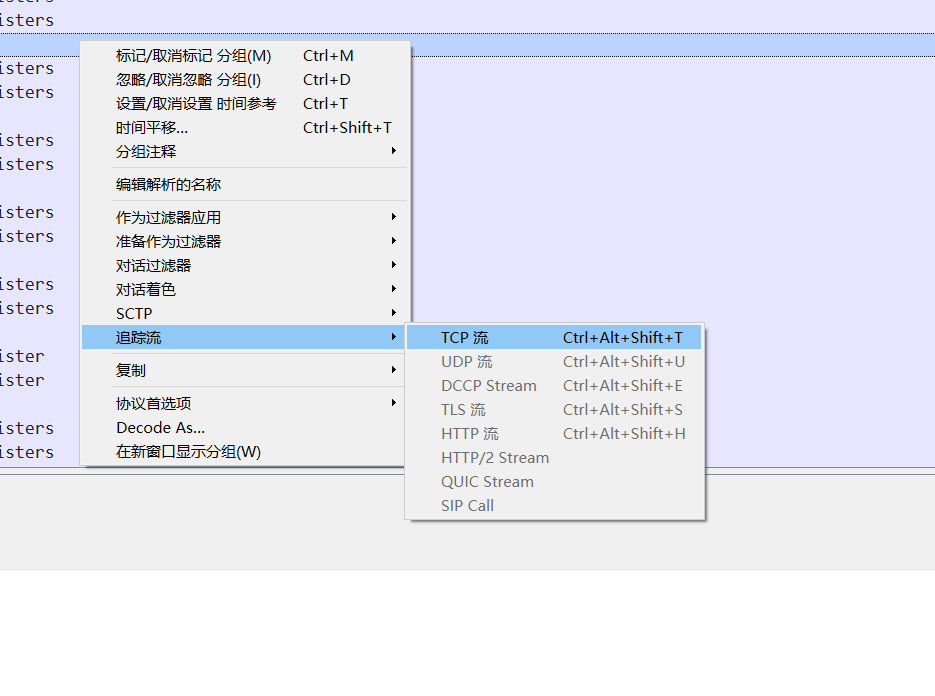 isters
isters
标记/取消标记 分组(M) Ctrl+M
isters
忽略/取消忽略 分组(I) Ctrl+D
isters
设置/取消设置 时间参考 Ctrl+T
时间平移... Ctrl+Shift+T
isters
分组注释
isters
编辑解析的名称
isters
作为过滤器应用
isters
准备作为过滤器
对话过滤器
isters
对话着色
isters
SCTP
追踪流
TCP 流 Ctrl+Alt+Shift+T
ister
UDP 流 Ctrl+Alt+Shift+U
复制
ister
DCCP Stream Ctrl+Alt+Shift+E
协议首选项
TLS 流 Ctrl+Alt+Shift+S
isters
Decode As...
HTTP 流 Ctrl+Alt+Shift+H
isters
在新窗口显示分组(W)
HTTP/2 Stream
QUIC Stream
SIP Call